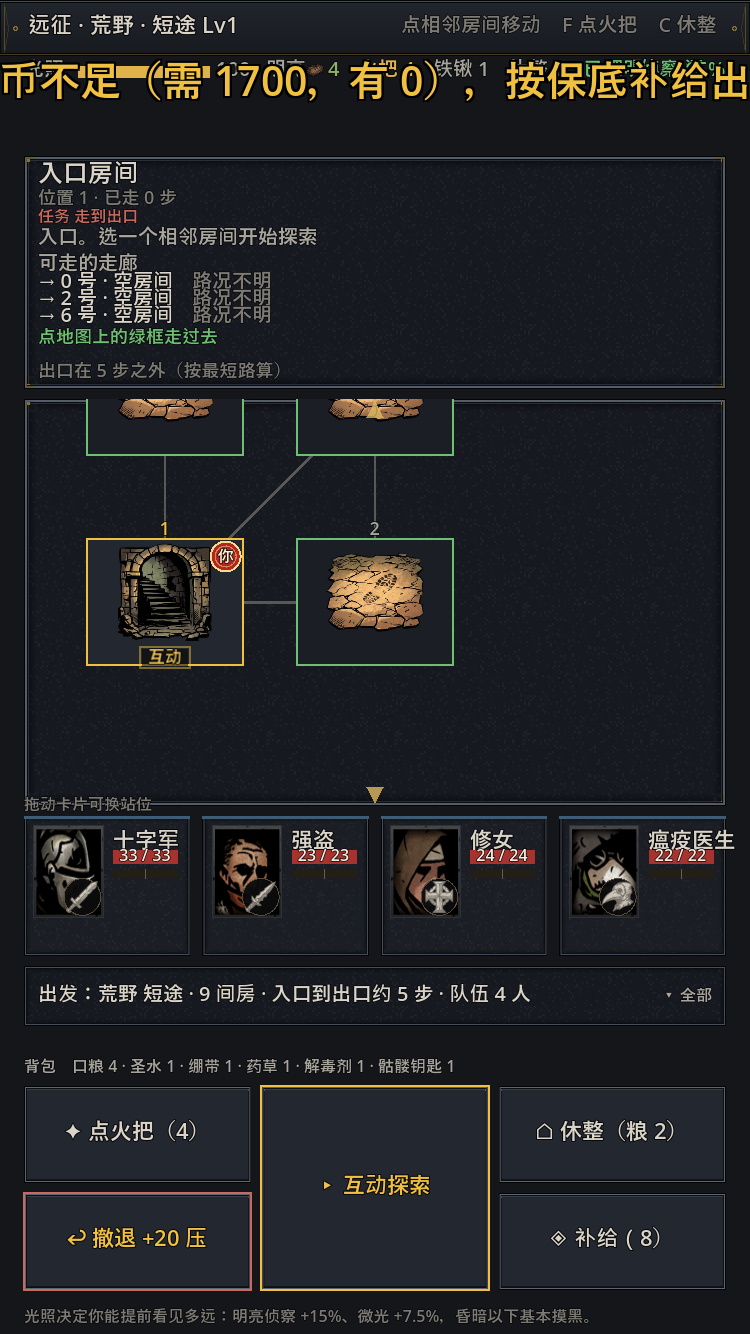 远征 · 荒野 · 短途 Lv1
点相邻房间移动 F 点火把 C 休整
币不足（需 1700，有 0），按保底补给出
4 铁锹 1
入口房间
位置 1 · 已走 0 步
任务 走到出口
入口。选一个相邻房间开始探索
可走的走廊
→ 0 号 · 空房间 路况不明
→ 2 号 · 空房间 路况不明
→ 6 号 · 空房间 路况不明
点地图上的绿框走过去
出口在 5 步之外（按最短路算）
1
2
你
互动
拖动卡片可换站位
十字军
33 / 33
强盗
23 / 23
修女
24 / 24
瘟疫医生
22 / 22
出发：荒野 短途 · 9 间房 · 入口到出口约 5 步 · 队伍 4 人
▾ 全部
背包 口粮 4 · 圣水 1 · 绷带 1 · 药草 1 · 解毒剂 1 · 骷髅钥匙 1
✦ 点火把（4）
▸ 互动探索
⌂ 休整（粮 2）
↩ 撤退 +20 压
◈ 补给 ( 8）
光照决定你能提前看见多远：明亮侦察 +15%、微光 +7.5%，昏暗以下基本摸黑。